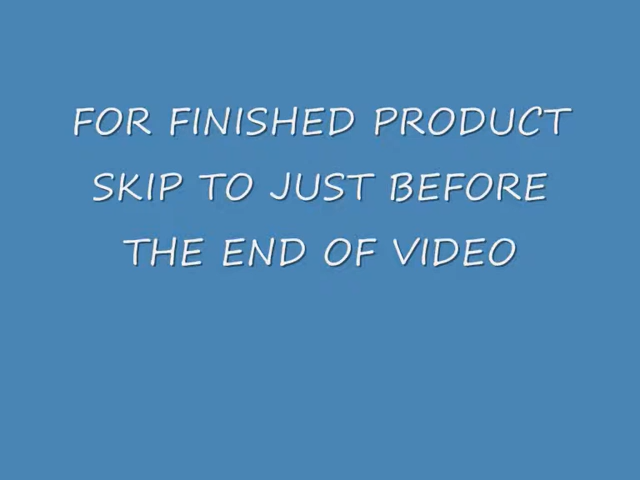 FOR FINISHED PRODUCT
SKIP TO JUST BEFORE
THE END OF VIDEO